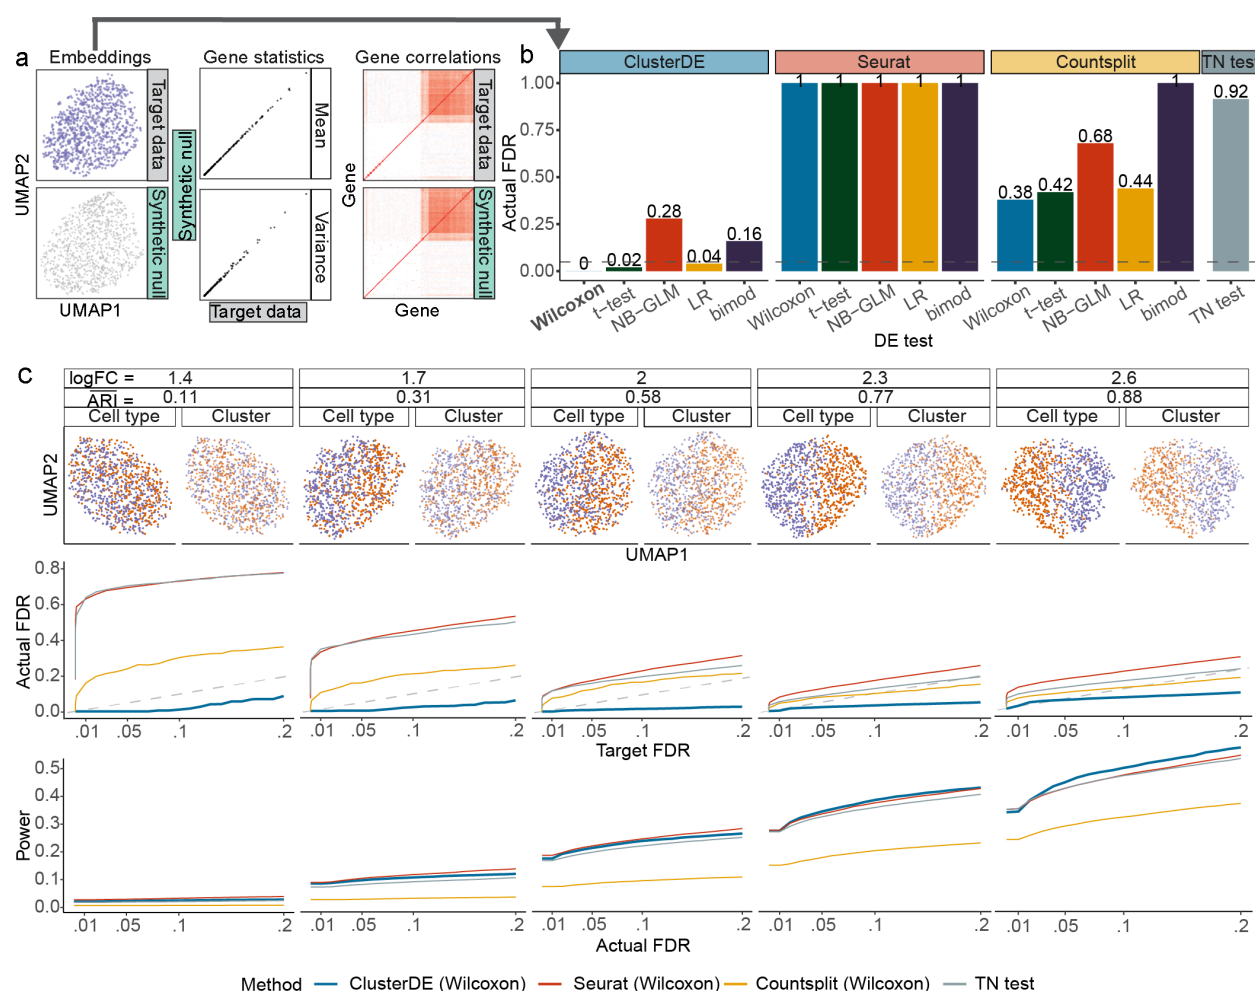 a
Embeddings
Gene statistics
Gene correlations
UMAP2
Target data
Synthetic null
UMAP1
Synthetic null
Mean
Variance
Target data
Gene
Target data
Synthetic null
Gene
b
ClusterDE
Seurat
Countsplit
TN test
Actual FDR
1.00
0.75
0.50
0.25
0.00
0
0.02
0.28
0.04
0.16
1
1
1
1
1
0.38
0.42
0.68
0.44
1
0.92
Wilcoxon
t−test
NB−GLM
LR
bimod
Wilcoxon
t−test
NB−GLM
LR
bimod
Wilcoxon
t−test
NB−GLM
LR
bimod
TN test
DE test
c
logFC = 1.4 1.7 2 2.3 2.6
ARI = 0.11 0.31 0.58 0.77 0.88
Cell type Cluster Cell type Cluster Cell type Cluster Cell type Cluster Cell type Cluster
UMAP2
UMAP1
Actual FDR
0.8
0.6
0.4
0.2
0.0
.01 .05 .1 .2 .01 .05 .1 .2 .01 .05 .1 .2 .01 .05 .1 .2 .01 .05 .1 .2
Target FDR
Power
0.5
0.4
0.3
0.2
0.1
0.0
.01 .05 .1 .2 .01 .05 .1 .2 .01 .05 .1 .2 .01 .05 .1 .2 .01 .05 .1 .2
Actual FDR
Method ClusterDE (Wilcoxon) Seurat (Wilcoxon) Countsplit (Wilcoxon) TN test